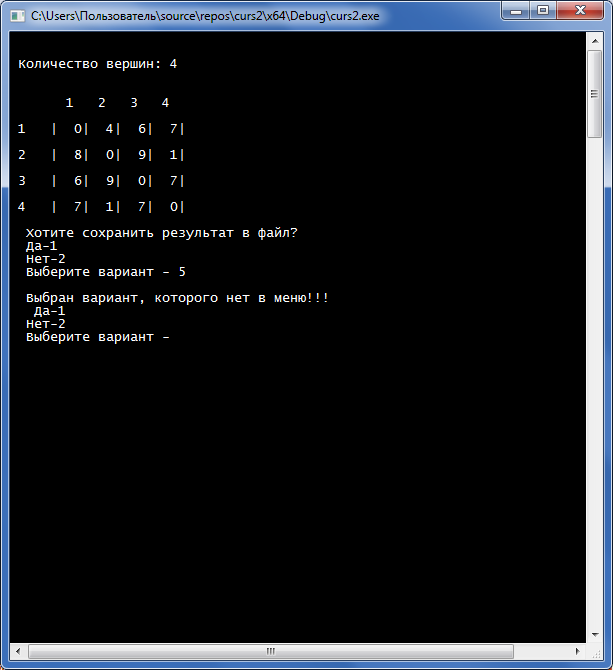 C:\Users\Пользователь\source\repos\curs2\x64\Debug\curs2.exe
Количество вершин: 4
1 2 3 4
1 | 0| 4| 6| 7|
2 | 8| 0| 9| 1|
3 | 6| 9| 0| 7|
4 | 7| 1| 7| 0|
Хотите сохранить результат в файл?
Да-1
Нет-2
Выберите вариант - 5
Выбран вариант, которого нет в меню!!!
Да-1
Нет-2
Выберите вариант -